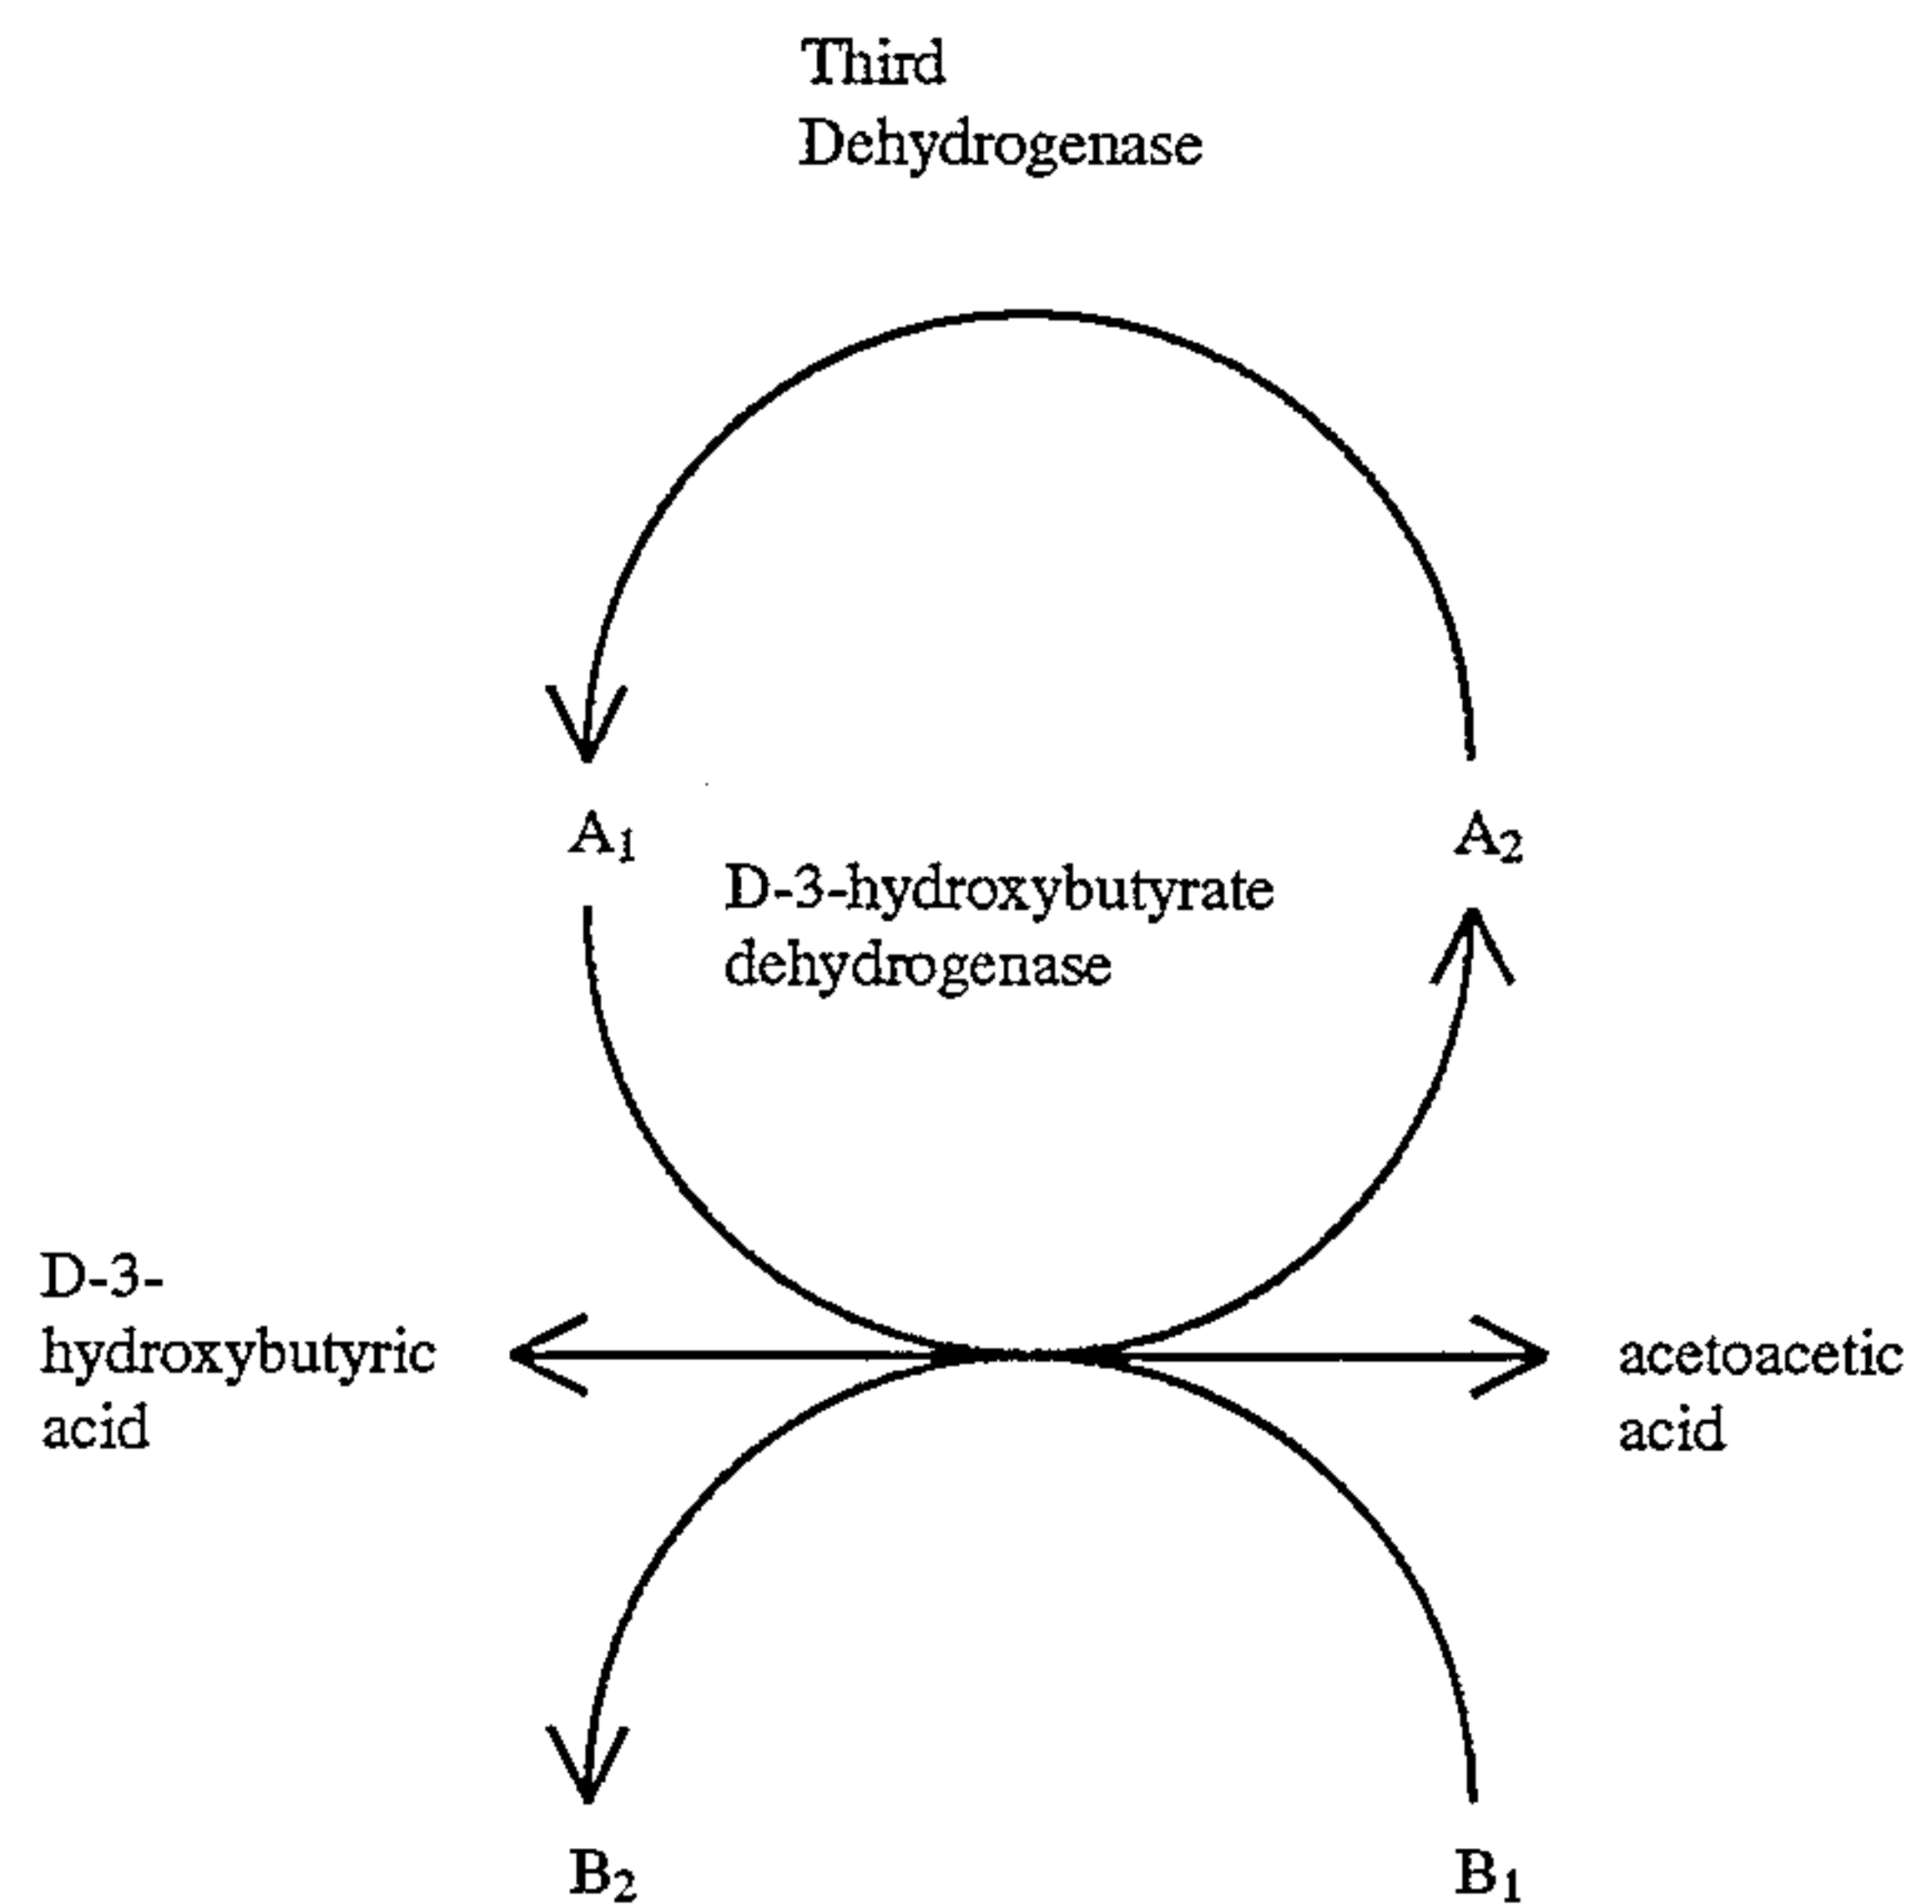 Third
Dehydrogenase
A₁
A₂
D-3-hydroxybutyrate
dehydrogenase
D-3-
hydroxybutyric
acid
acetoacetic
acid
B₂
B₁